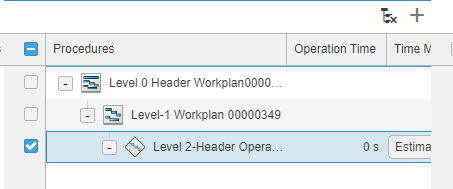 Procedures Operation Time Time M
Level 0 Header Workplan0000...
Level-1 Workplan 00000349
Level 2-Header Opera... 0 s Estima